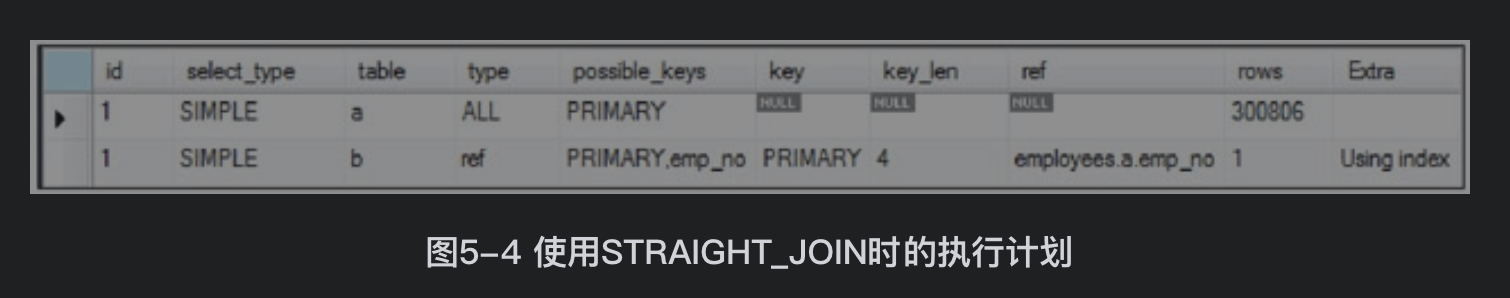 id select_type table type possible_keys key key_len ref rows Extra
1 SIMPLE a ALL PRIMARY NULL NULL NULL 300806
1 SIMPLE b ref PRIMARY,emp_no PRIMARY 4 employees.a.emp_no 1 Using index
图5-4 使用STRAIGHT_JOIN时的执行计划